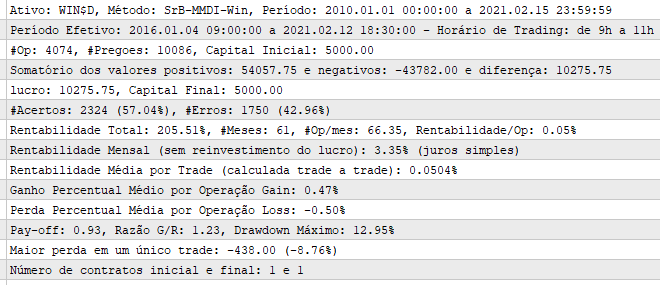 Ativo: WIN$D, Método: SrB-MMDI-Win, Período: 2010.01.01 00:00:00 a 2021.02.15 23:59:59
Período Efetivo: 2016.01.04 09:00:00 a 2021.02.12 18:30:00 - Horário de Trading: de 9h a 11h
#Op: 4074, #Pregoes: 10086, Capital Inicial: 5000.00
Somatório dos valores positivos: 54057.75 e negativos: -43782.00 e diferença: 10275.75
lucro: 10275.75, Capital Final: 5000.00
#Acertos: 2324 (57.04%), #Erros: 1750 (42.96%)
Rentabilidade Total: 205.51%, #Meses: 61, #Op/mes: 66.35, Rentabilidade/Op: 0.05%
Rentabilidade Mensal (sem reinvestimento do lucro): 3.35% (juros simples)
Rentabilidade Média por Trade (calculada trade a trade): 0.0504%
Ganho Percentual Médio por Operação Gain: 0.47%
Perda Percentual Médio por Operação Loss: -0.50%
Pay-off: 0.93, Razão G/R: 1.23, Drawdown Máximo: 12.95%
Maior perda em um único trade: -438.00 (-8.76%)
Número de contratos inicial e final: 1 e 1